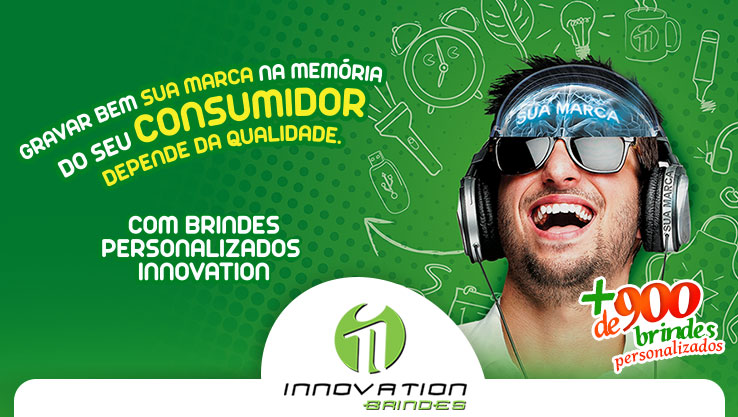 GRAVAR BEM SUA MARCA NA MEMÓRIA
DO SEU CONSUMIDOR
DEPENDE DA QUALIDADE.
COM BRINDES
PERSONALIZADOS
INNOVATION
SUA MARCA
SUA MARCA
+ de 900
brindes
personalizados
INNOVATION
BRINDES